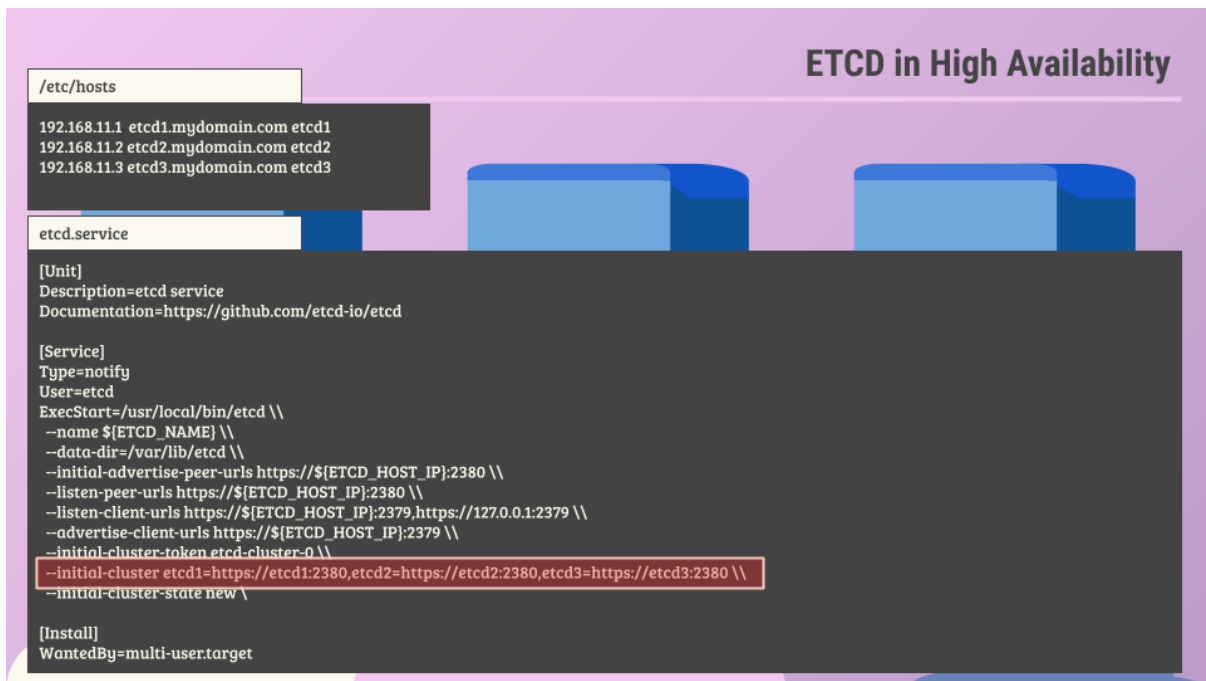 ETCD in High Availability
/etc/hosts
192.168.11.1 etcd1.mydomain.com etcd1
192.168.11.2 etcd2.mydomain.com etcd2
192.168.11.3 etcd3.mydomain.com etcd3
etcd.service
[Unit]
Description=etcd service
Documentation=https://github.com/etcd-io/etcd
[Service]
Type=notify
User=etcd
ExecStart=/usr/local/bin/etcd \\
--name ${ETCD_NAME} \\
--data-dir=/var/lib/etcd \\
--initial-advertise-peer-urls https://${ETCD_HOST_IP}:2380 \\
--listen-peer-urls https://${ETCD_HOST_IP}:2380 \\
--listen-client-urls https://${ETCD_HOST_IP}:2379,https://127.0.0.1:2379 \\
--advertise-client-urls https://${ETCD_HOST_IP}:2379 \\
--initial-cluster-token etcd-cluster-0 \\
--initial-cluster etcd1=https://etcd1:2380,etcd2=https://etcd2:2380,etcd3=https://etcd3:2380 \\
--initial-cluster-state new \
[Install]
WantedBy=multi-user.target